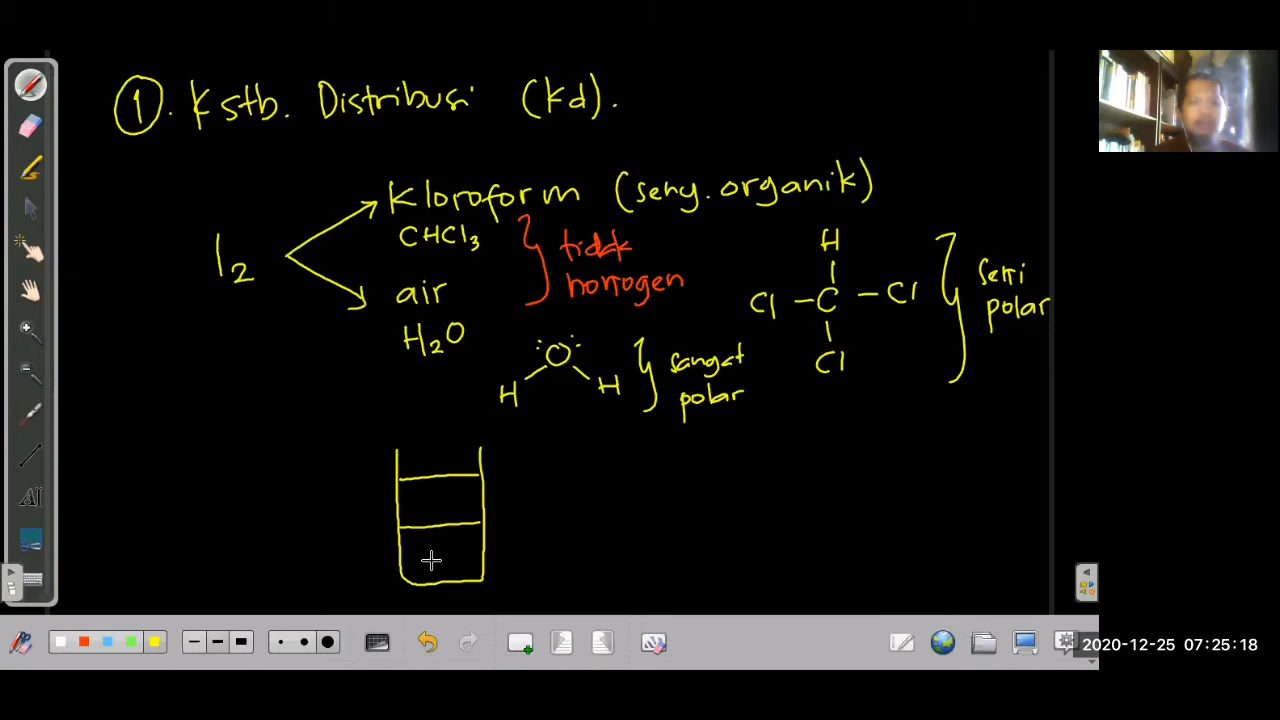 1. Kstb. Distribusi (kd).
Kloroform (seny. organik)
CHCl3
I2
air
H2O
tidak
homogen
H
Cl - C - Cl
Cl
semi
polar
O
H H
sangat
polar
AI
2020-12-25 07:25:18